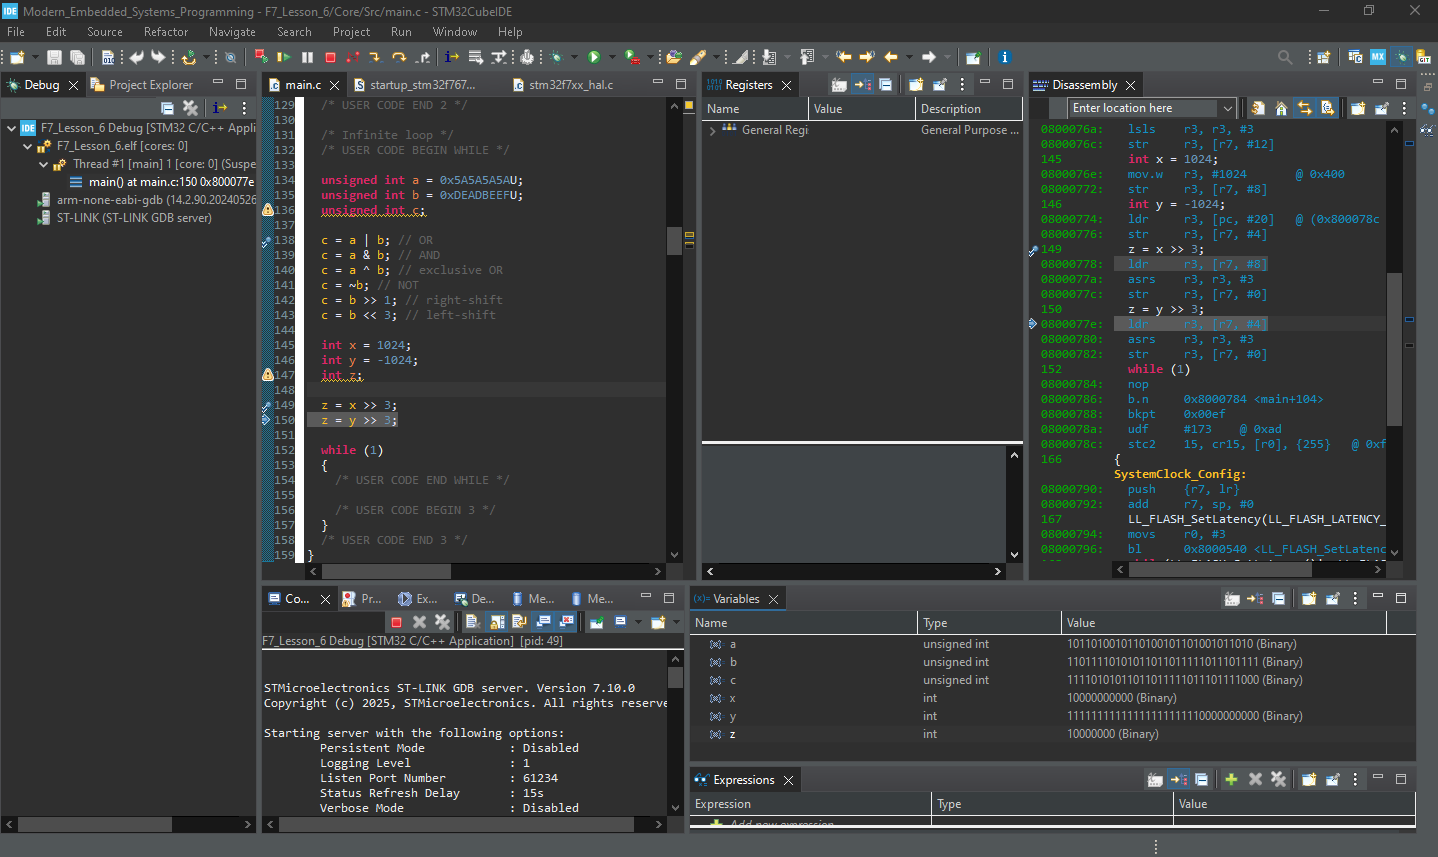 Modern_Embedded_Systems_Programming - F7_Lesson_6/Core/Src/main.c - STM32CubeIDE
File Edit Source Refactor Navigate Search Project Run Window Help
Debug
Project Explorer
F7_Lesson_6 Debug [STM32 C/C++ Appli
F7_Lesson_6.elf [cores: 0]
Thread #1 [main] 1 [core: 0] (Suspe
main() at main.c:150 0x800077e
arm-none-eabi-gdb (14.2.90.20240526
ST-LINK (ST-LINK GDB server)
main.c
startup_stm32f767...
stm32f7xx_hal.c
129 /* USER CODE END 2 */
130
131 /* Infinite loop */
132 /* USER CODE BEGIN WHILE */
133
134 unsigned int a = 0x5A5A5A5AU;
135 unsigned int b = 0xDEADBEEFU;
136 unsigned int c;
137
138 c = a | b; // OR
139 c = a & b; // AND
140 c = a ^ b; // exclusive OR
141 c = ~b; // NOT
142 c = b >> 1; // right-shift
143 c = b << 3; // left-shift
144
145 int x = 1024;
146 int y = -1024;
147 int z;
148
149 z = x >> 3;
150 z = y >> 3;
151
152 while (1)
153 {
154 /* USER CODE END WHILE */
155
156 /* USER CODE BEGIN 3 */
157 }
158 /* USER CODE END 3 */
159 }
Registers
Name Value Description
General Regi General Purpose ...
Disassembly
Enter location here
0800076a: lsls r3, r3, #3
0800076c: str r3, [r7, #12]
145 int x = 1024;
0800076e: mov.w r3, #1024 @ 0x400
08000772: str r3, [r7, #8]
146 int y = -1024;
08000774: ldr r3, [pc, #20] @ (0x800078c
08000776: str r3, [r7, #4]
149 z = x >> 3;
08000778: ldr r3, [r7, #8]
0800077a: asrs r3, r3, #3
0800077c: str r3, [r7, #0]
150 z = y >> 3;
0800077e: ldr r3, [r7, #4]
08000780: asrs r3, r3, #3
08000782: str r3, [r7, #0]
152 while (1)
08000784: nop
08000786: b.n 0x8000784 <main+104>
08000788: bkpt 0x00ef
0800078a: udf #173 @ 0xad
0800078c: stc2 15, cr15, [r0], {255} @ 0xf
166 {
SystemClock_Config:
08000790: push {r7, lr}
08000792: add r7, sp, #0
167 LL_FLASH_SetLatency(LL_FLASH_LATENCY_
08000794: movs r0, #3
08000796: bl 0x8000540 <LL_FLASH_SetLatenc
Co...
Pr...
Ex...
De...
Me...
Me...
F7_Lesson_6 Debug [STM32 C/C++ Application] [pid: 49]
STMicroelectronics ST-LINK GDB server. Version 7.10.0
Copyright (c) 2025, STMicroelectronics. All rights reserve
Starting server with the following options:
Persistent Mode : Disabled
Logging Level : 1
Listen Port Number : 61234
Status Refresh Delay : 15s
Verbose Mode : Disabled
Variables
Name Type Value
a unsigned int 1011010010110100101101001011010 (Binary)
b unsigned int 11011110101011011011111011101111 (Binary)
c unsigned int 11110101011011011111011101111000 (Binary)
x int 10000000000 (Binary)
y int 11111111111111111111110000000000 (Binary)
z int 10000000 (Binary)
Expressions
Expression Type Value
Add new expression